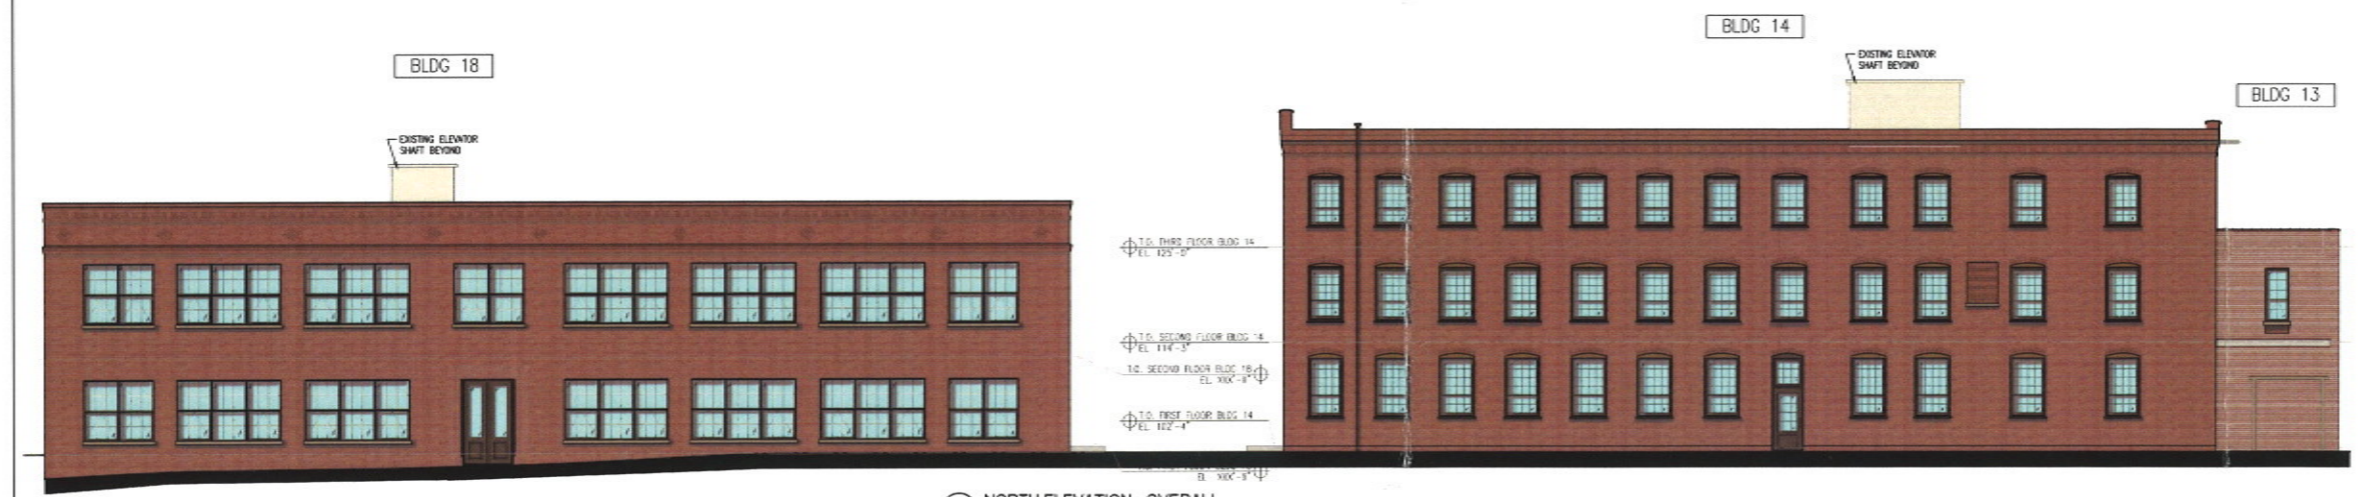 BLDG 14
BLDG 18
EXISTING ELEVATOR
SHAFT BEYOND
BLDG 13
EXISTING ELEVATOR
SHAFT BEYOND
T.O. THIRD FLOOR BLDG 14
EL 125'-0"
T.O. SECOND FLOOR BLDG 14
EL 114'-3"
T.O. SECOND FLOOR BLDG 18
EL XXX'-X"
T.O. FIRST FLOOR BLDG 14
EL 102'-4"
EL XXX'-X"
NORTH ELEVATION - OVERALL